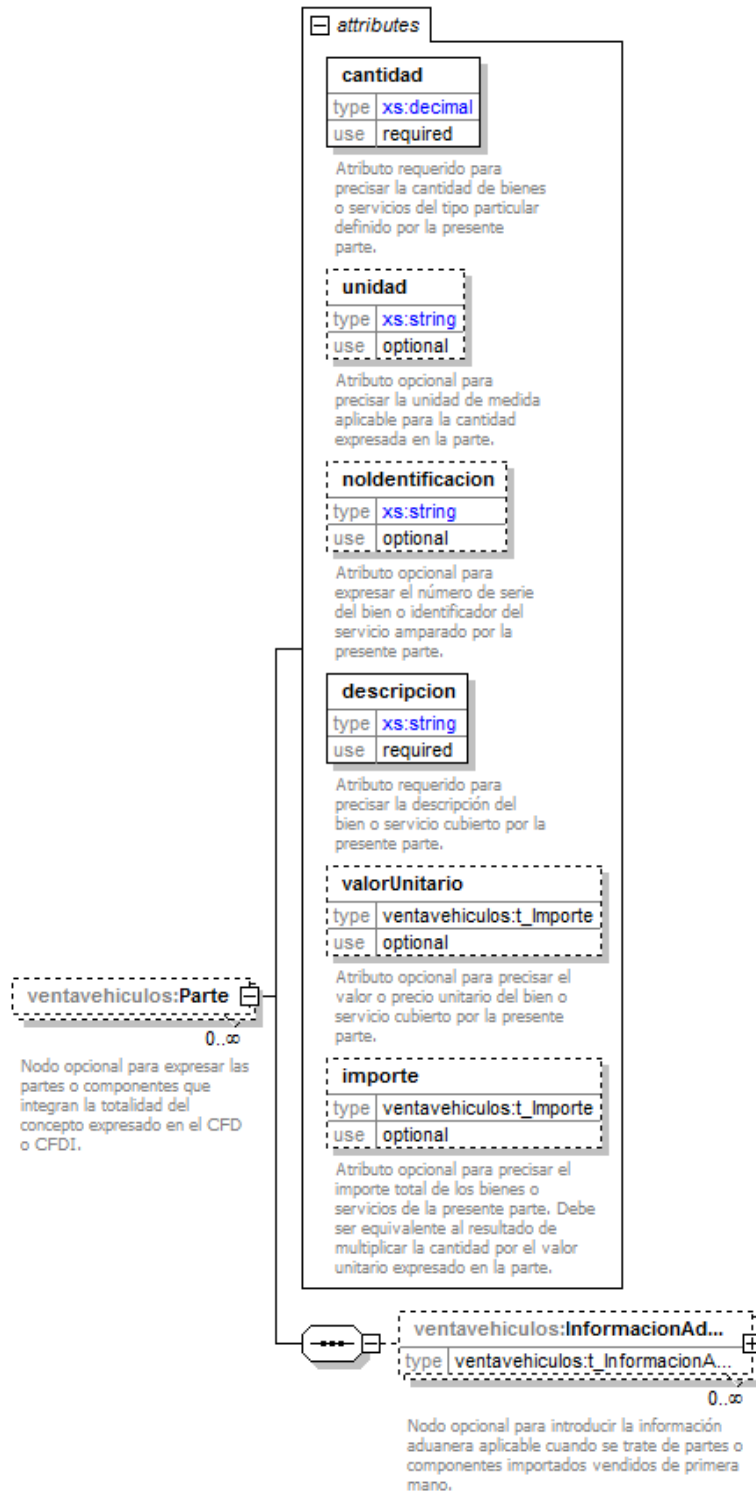 attributes
cantidad
type xs:decimal
use required
Atributo requerido para
precisar la cantidad de bienes
o servicios del tipo particular
definido por la presente
parte.
unidad
type xs:string
use optional
Atributo opcional para
precisar la unidad de medida
aplicable para la cantidad
expresada en la parte.
noIdentificacion
type xs:string
use optional
Atributo opcional para
expresar el número de serie
del bien o identificador del
servicio amparado por la
presente parte.
descripcion
type xs:string
use required
Atributo requerido para
precisar la descripción del
bien o servicio cubierto por la
presente parte.
valorUnitario
type ventavehiculos:t_Importe
use optional
Atributo opcional para precisar el
valor o precio unitario del bien o
servicio cubierto por la presente
parte.
importe
type ventavehiculos:t_Importe
use optional
Atributo opcional para precisar el
importe total de los bienes o
servicios de la presente parte. Debe
ser equivalente al resultado de
multiplicar la cantidad por el valor
unitario expresado en la parte.
ventavehiculos:Parte
0..∞
Nodo opcional para expresar las
partes o componentes que
integran la totalidad del
concepto expresado en el CFD
o CFDI.
ventavehiculos:InformacionAd...
type ventavehiculos:t_InformacionA...
0..∞
Nodo opcional para introducir la información
aduanera aplicable cuando se trate de partes o
componentes importados vendidos de primera
mano.